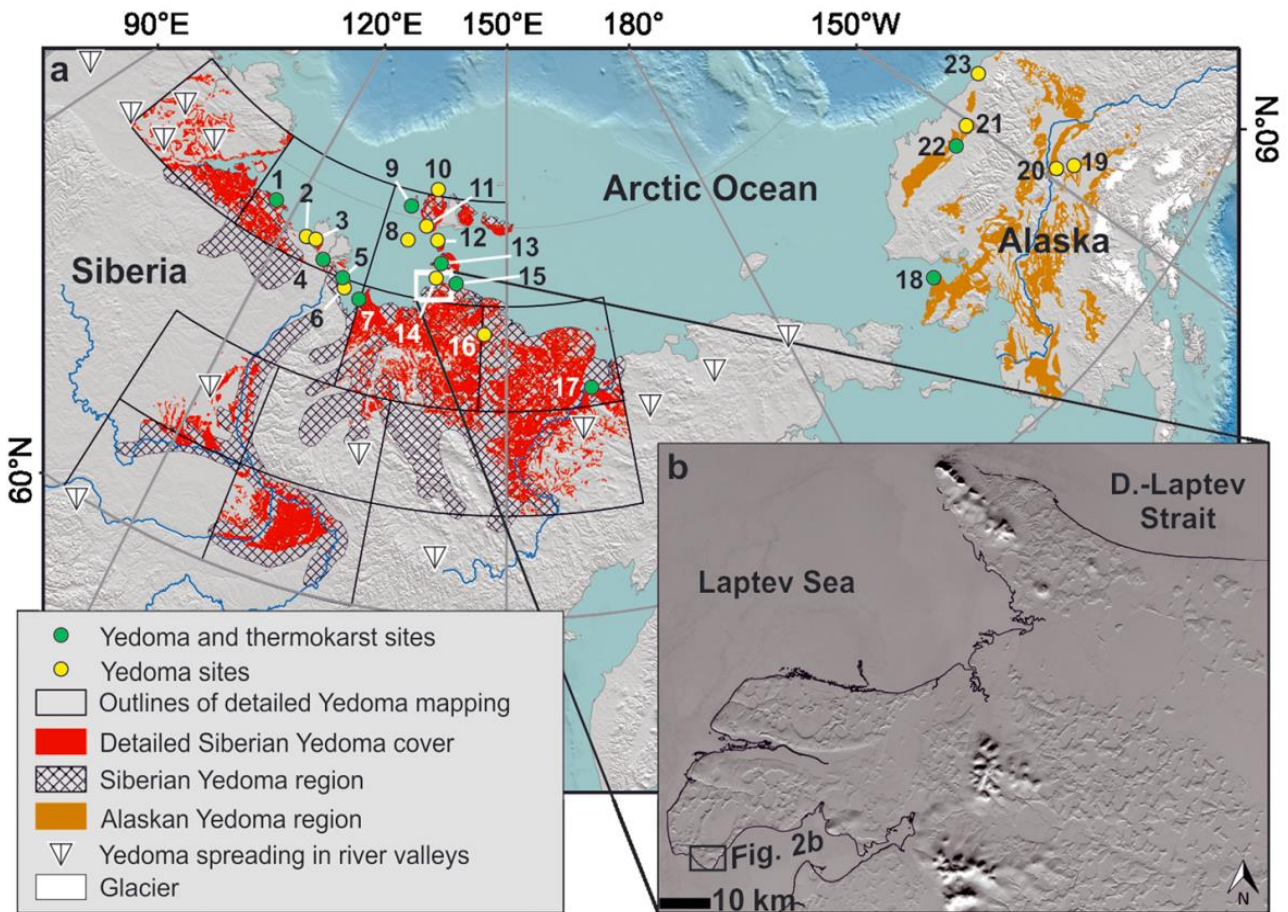 90°E 120°E 150°E 180° 150°W
a
23
60°N
21
22
1
9
10
11
Arctic Ocean
20
19
2
3
8
12
Siberia
4
5
13
15
Alaska
18
6
7
14
16
17
60°N
b
D.-Laptev
Strait
Laptev Sea
Yedoma and thermokarst sites
Yedoma sites
Outlines of detailed Yedoma mapping
Detailed Siberian Yedoma cover
Siberian Yedoma region
Alaskan Yedoma region
Yedoma spreading in river valleys
Glacier
Fig. 2b
10 km
N